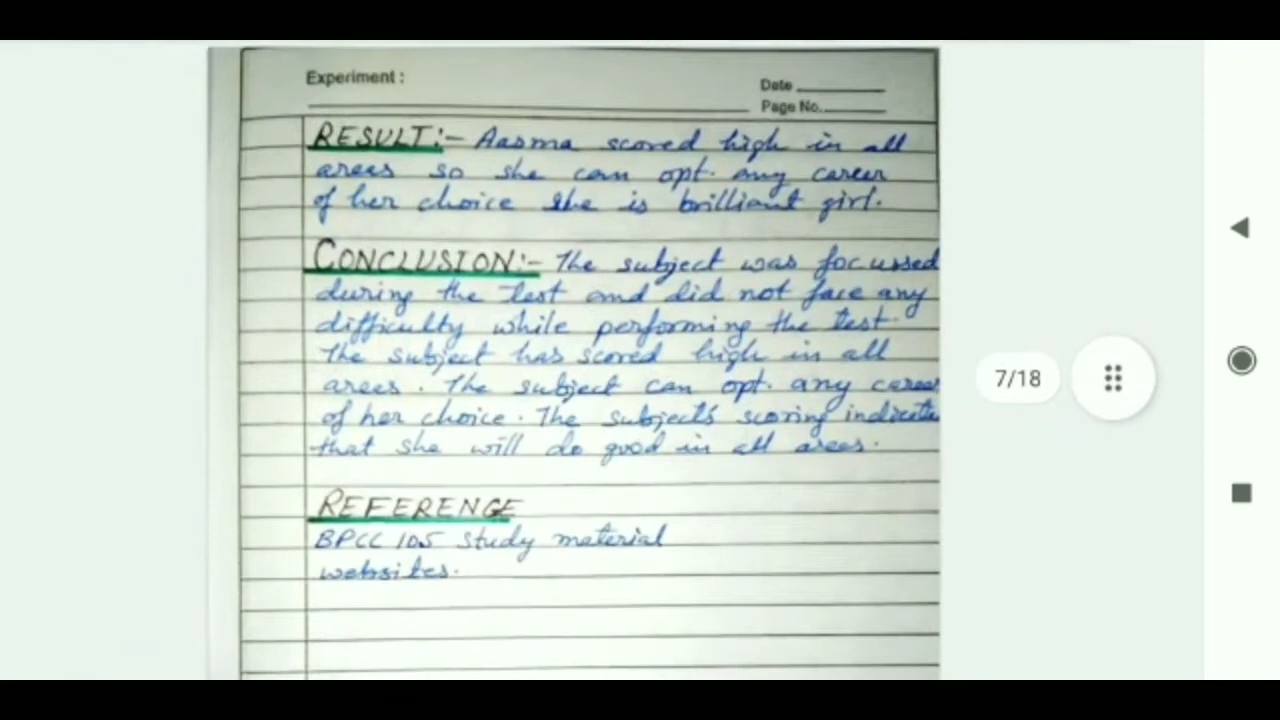 Experiment :
Date
Page No.
RESULT:- Aasma scored high in all
areas so she can opt. any career
of her choice she is brilliant girl.
CONCLUSION:- The subject was focussed
during the test and did not face any
difficulty while performing the test.
The subject has scored high in all
areas. The subject can opt. any career
of her choice. The subject's scoring indicate
that she will do good in all areas.
7/18
REFERENCE
BPCC 105 study material
websites.